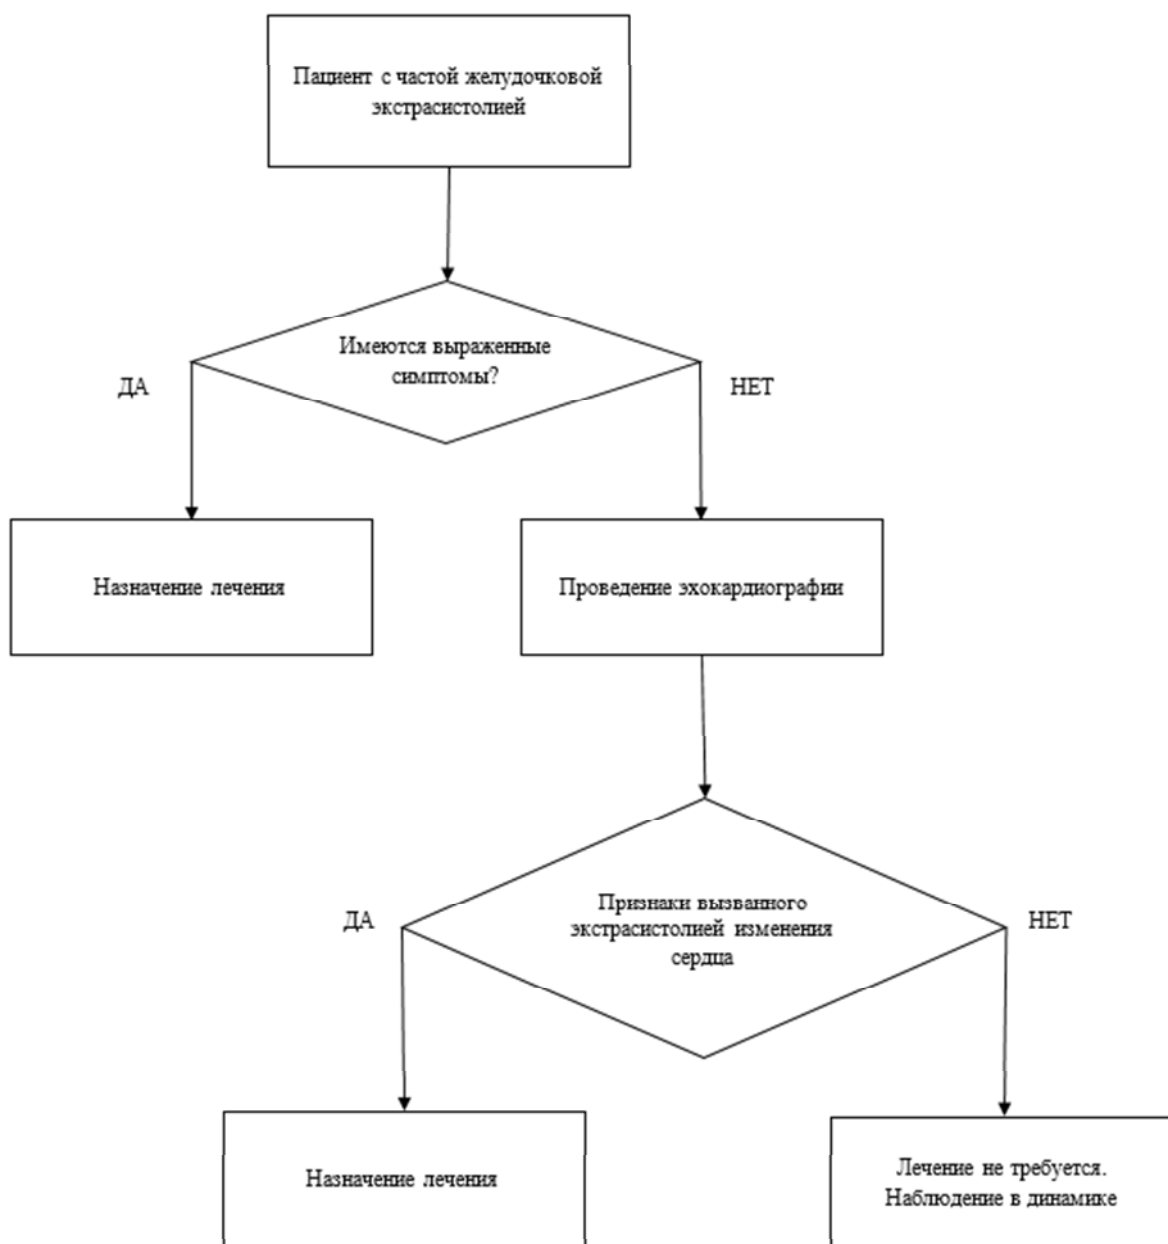 Пациент с частой желудочковой
экстрасистолией
Имеются выраженные
симптомы?
ДА
НЕТ
Назначение лечения
Проведение эхокардиографии
Признаки вызванного
экстрасистолией изменения
сердца
ДА
НЕТ
Назначение лечения
Лечение не требуется.
Наблюдение в динамике